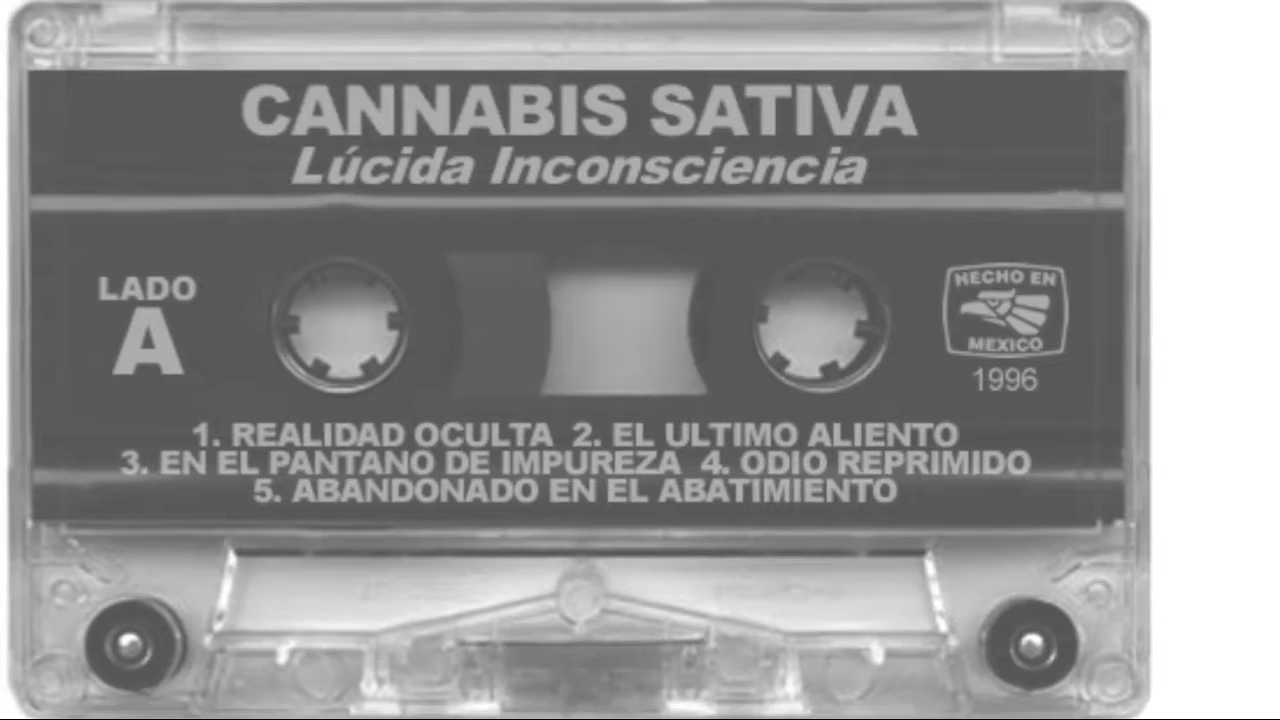 CANNABIS SATIVA
Lúcida Inconsciencia
LADO
A
HECHO EN
MEXICO
1996
1. REALIDAD OCULTA 2. EL ULTIMO ALIENTO
3. EN EL PANTANO DE IMPUREZA 4. ODIO REPRIMIDO
5. ABANDONADO EN EL ABATIMIENTO